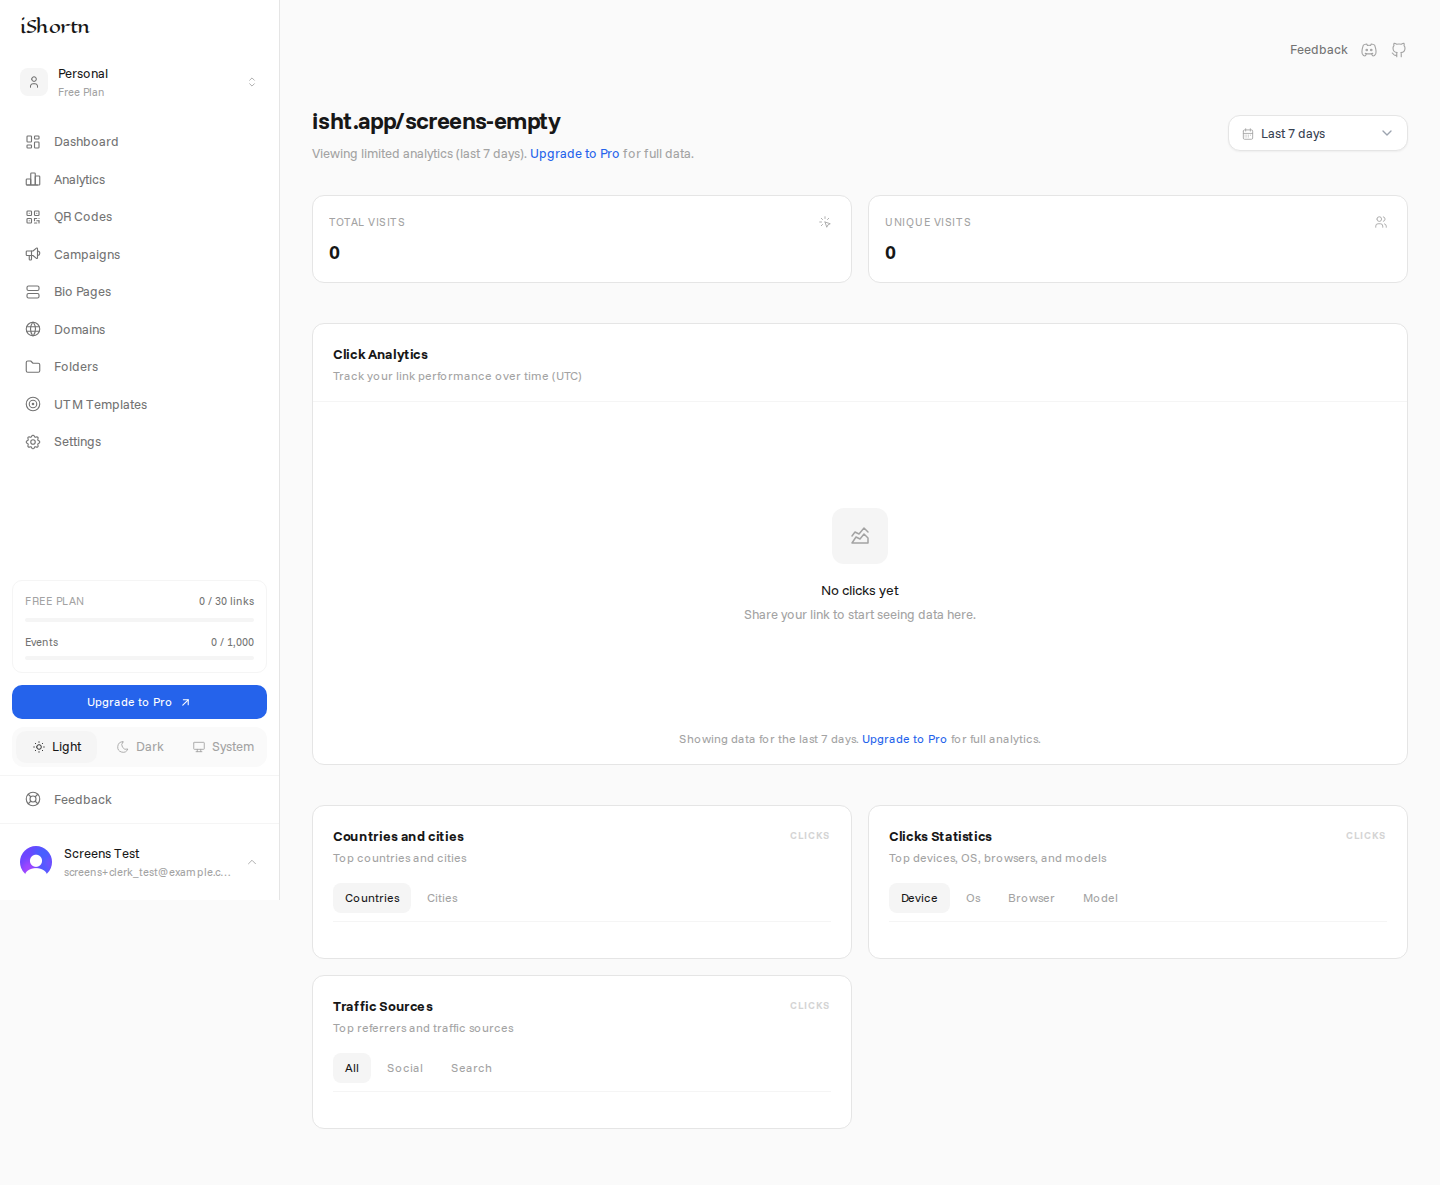 iShortn
Personal
Free Plan
Dashboard
Analytics
QR Codes
Campaigns
Bio Pages
Domains
Folders
UTM Templates
Settings
FREE PLAN 0 / 30 links
Events 0 / 1,000
Upgrade to Pro
Light Dark System
Feedback
Screens Test
screens+clerk_test@example.c...
Feedback
isht.app/screens-empty
Viewing limited analytics (last 7 days). Upgrade to Pro for full data.
Last 7 days
TOTAL VISITS
0
UNIQUE VISITS
0
Click Analytics
Track your link performance over time (UTC)
No clicks yet
Share your link to start seeing data here.
Showing data for the last 7 days. Upgrade to Pro for full analytics.
Countries and cities CLICKS
Top countries and cities
Countries Cities
Clicks Statistics CLICKS
Top devices, OS, browsers, and models
Device Os Browser Model
Traffic Sources CLICKS
Top referrers and traffic sources
All Social Search